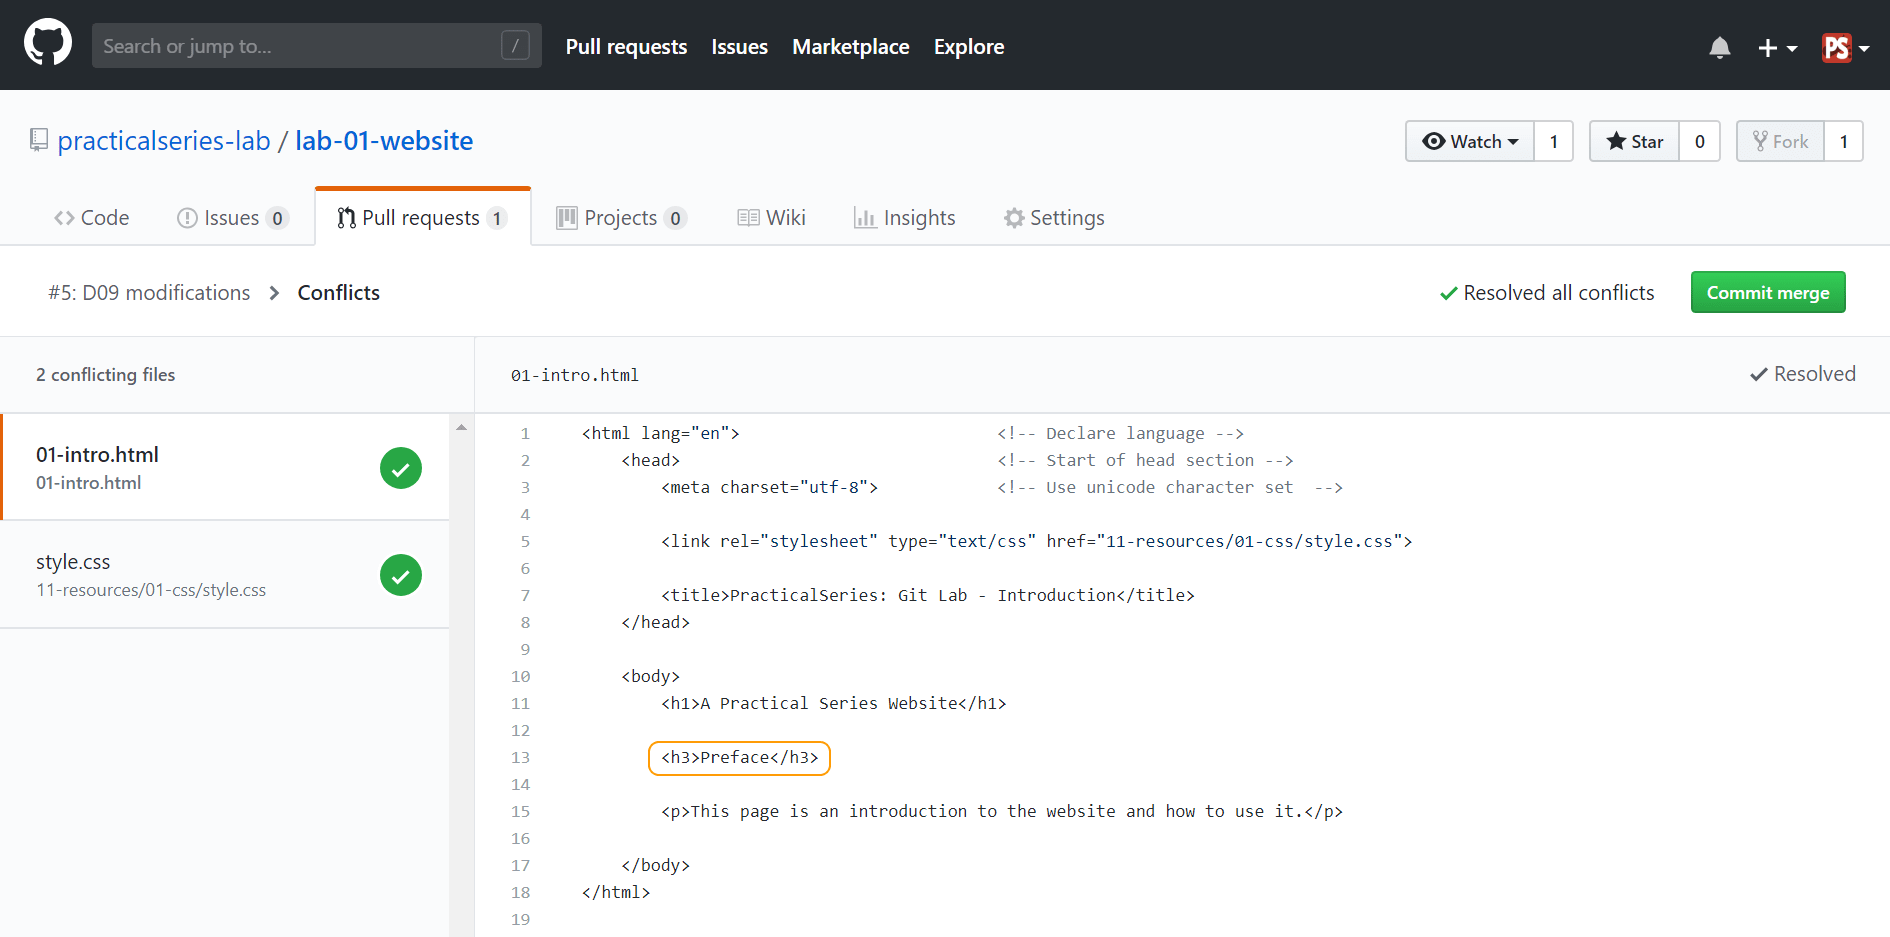 Search or jump to... /
Pull requests Issues Marketplace Explore
PS
practicalseries-lab / lab-01-website
Watch 1 Star 0 Fork 1
Code Issues 0 Pull requests 1 Projects 0 Wiki Insights Settings
#5: D09 modifications > Conflicts
Resolved all conflicts Commit merge
2 conflicting files
01-intro.html
01-intro.html
style.css
11-resources/01-css/style.css
01-intro.html Resolved
1 <html lang="en"> <!-- Declare language -->
2 <head> <!-- Start of head section -->
3 <meta charset="utf-8"> <!-- Use unicode character set  -->
4
5 <link rel="stylesheet" type="text/css" href="11-resources/01-css/style.css">
6
7 <title>PracticalSeries: Git Lab - Introduction</title>
8 </head>
9
10 <body>
11 <h1>A Practical Series Website</h1>
12
13 <h3>Preface</h3>
14
15 <p>This page is an introduction to the website and how to use it.</p>
16
17 </body>
18 </html>
19